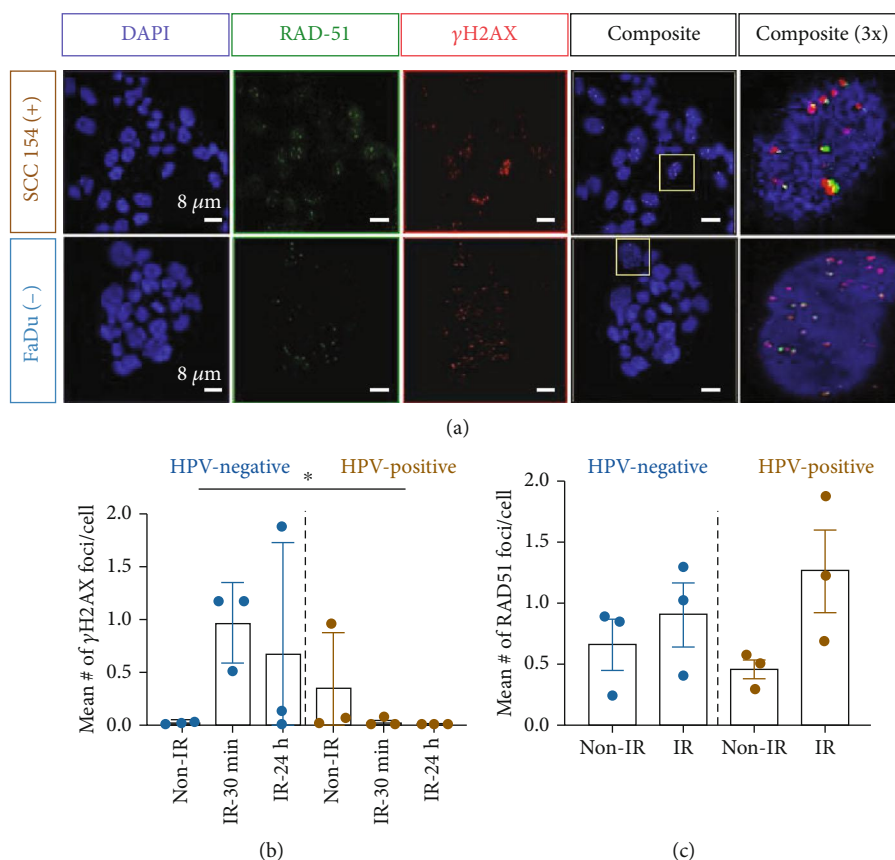 DAPI
RAD-51
γH2AX
Composite
Composite (3x)
SCC 154 (+)
8 μm
FaDu (−)
8 μm
(a)
HPV-negative
HPV-positive
*
Mean # of γH2AX foci/cell
2.0
1.5
1.0
0.5
0.0
Non-IR
IR-30 min
IR-24 h
Non-IR
IR-30 min
IR-24 h
(b)
HPV-negative
HPV-positive
Mean # of RAD51 foci/cell
2.0
1.5
1.0
0.5
0.0
Non-IR
IR
Non-IR
IR
(c)